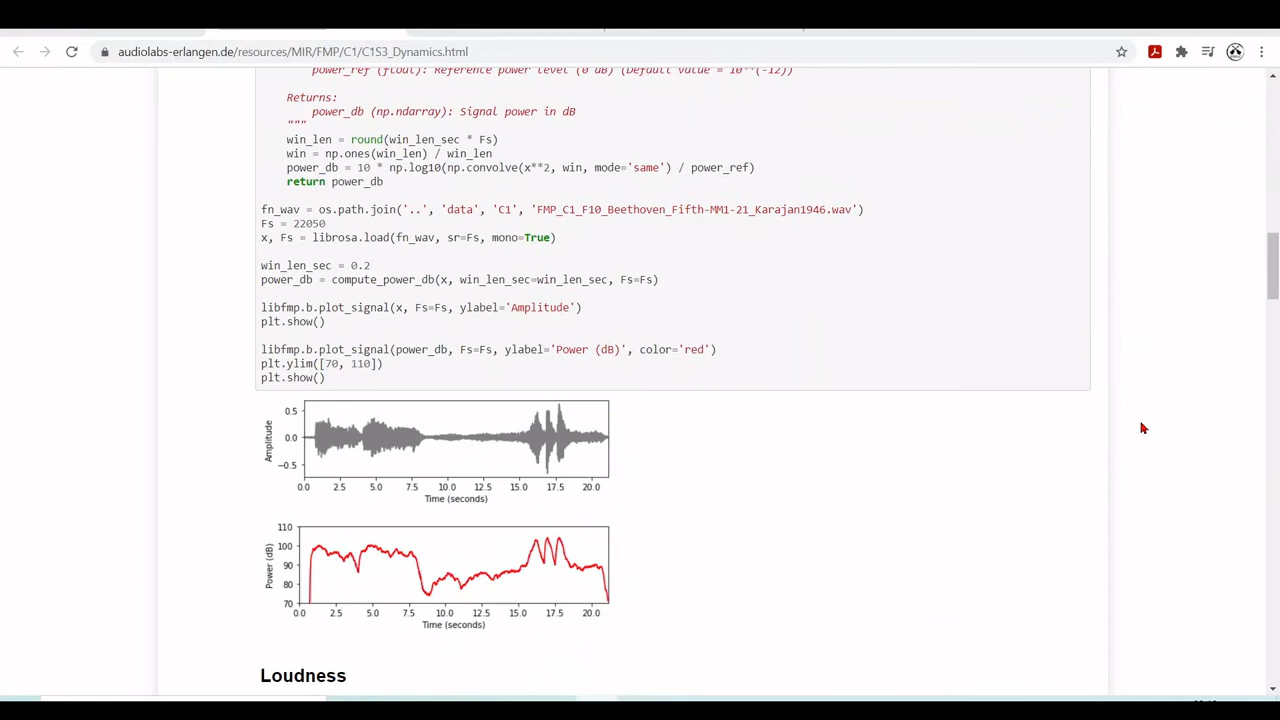 audiolabs-erlangen.de/resources/MIR/FMP/C1/C1S3_Dynamics.html
power_ref (float): Reference power level (0 dB) (Default value = 10**(-12))
Returns:
power_db (np.ndarray): Signal power in dB
"""
win_len = round(win_len_sec * Fs)
win = np.ones(win_len) / win_len
power_db = 10 * np.log10(np.convolve(x**2, win, mode='same') / power_ref)
return power_db
fn_wav = os.path.join('..', 'data', 'C1', 'FMP_C1_F10_Beethoven_Fifth-MM1-21_Karajan1946.wav')
Fs = 22050
x, Fs = librosa.load(fn_wav, sr=Fs, mono=True)
win_len_sec = 0.2
power_db = compute_power_db(x, win_len_sec=win_len_sec, Fs=Fs)
libfmp.b.plot_signal(x, Fs=Fs, ylabel='Amplitude')
plt.show()
libfmp.b.plot_signal(power_db, Fs=Fs, ylabel='Power (dB)', color='red')
plt.ylim([70, 110])
plt.show()
0.5
0.0
−0.5
Amplitude
0.0 2.5 5.0 7.5 10.0 12.5 15.0 17.5 20.0
Time (seconds)
110
100
90
80
70
Power (dB)
0.0 2.5 5.0 7.5 10.0 12.5 15.0 17.5 20.0
Time (seconds)
Loudness